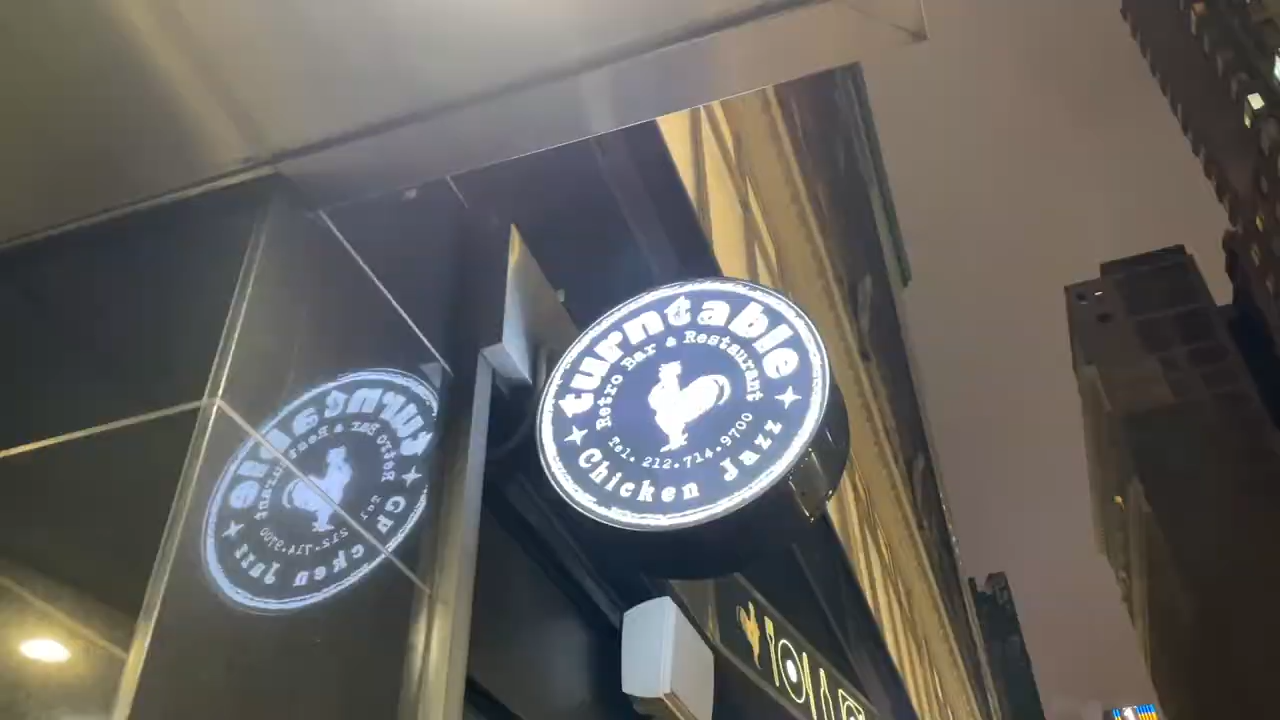 turntable
Retro Bar & Restaurant
Tel. 212.714.9700
Chicken Jazz